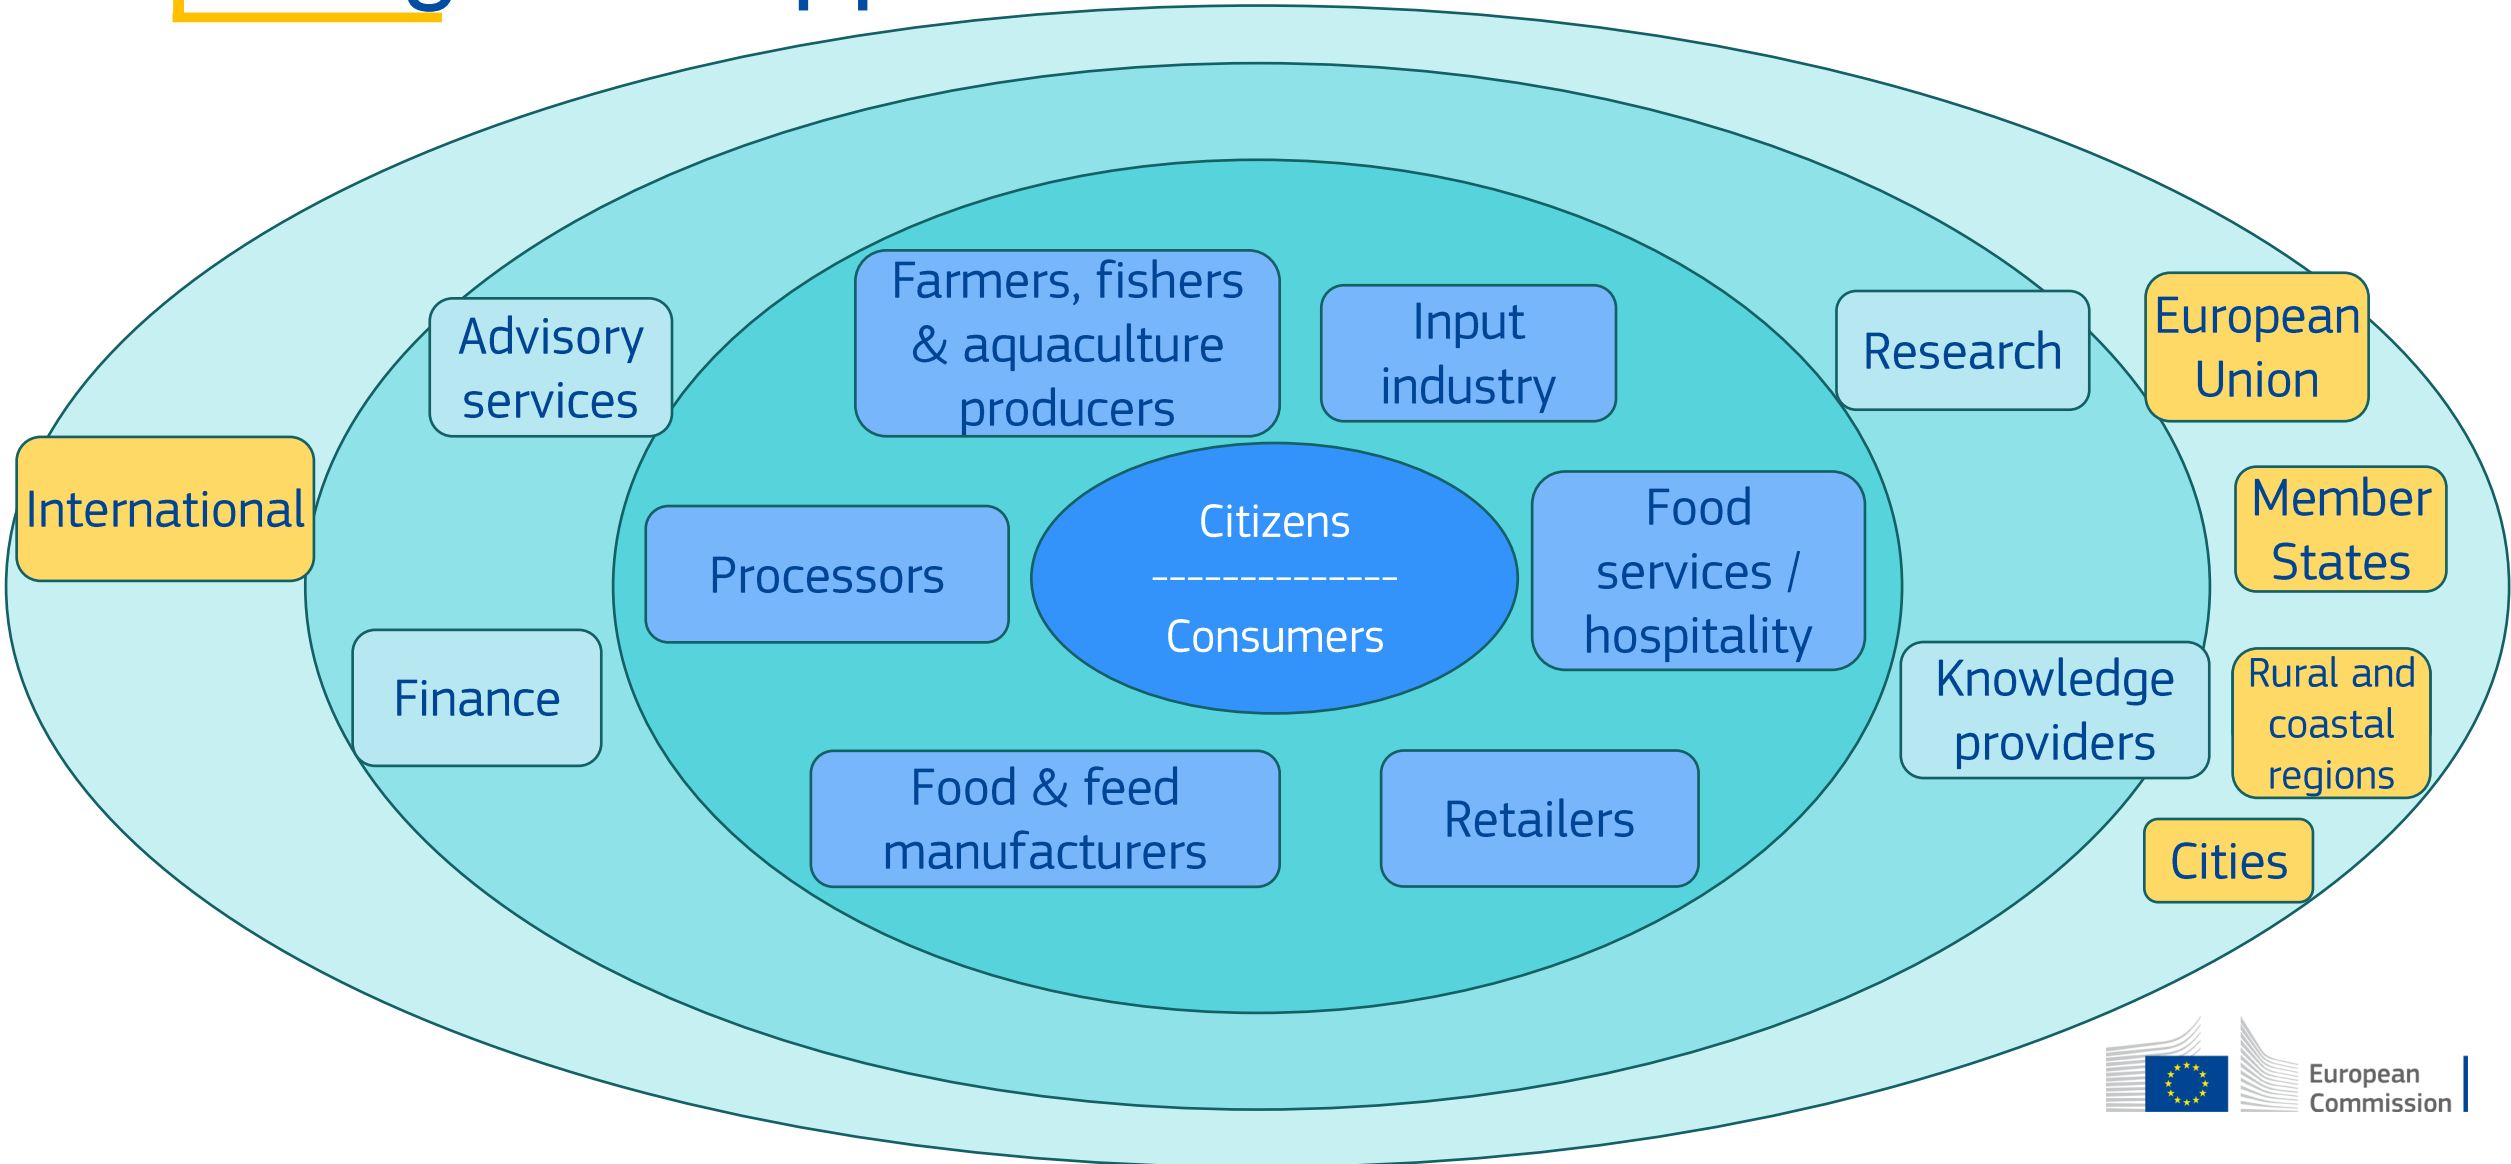 Farmers, fishers
& aquaculture
producers
Input
industry
Advisory
services
Research
European
Union
International
Member
States
Processors
Citizens
--------------
Consumers
Food
services /
hospitality
Finance
Knowledge
providers
Rural and
coastal
regions
Food & feed
manufacturers
Retailers
Cities
European
Commission